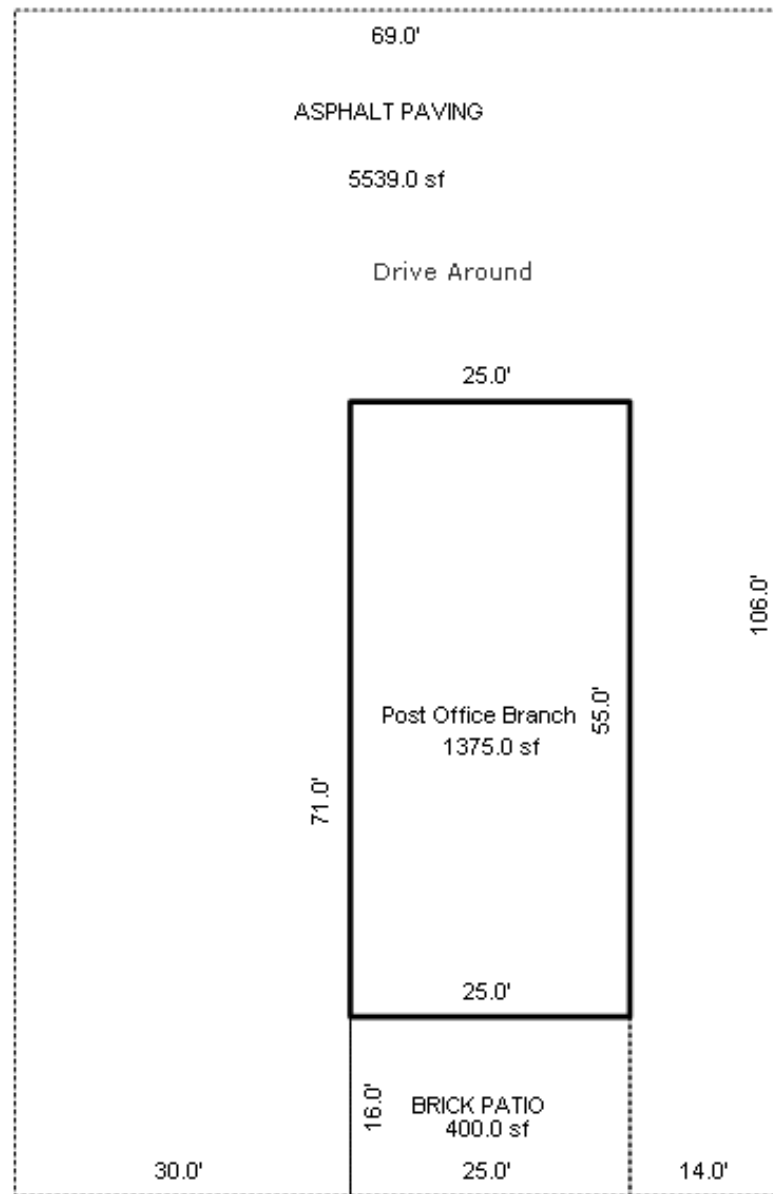 69.0'
ASPHALT PAVING
5539.0 sf
Drive Around
25.0'
106.0'
Post Office Branch
1375.0 sf
55.0'
71.0'
25.0'
16.0'
BRICK PATIO
400.0 sf
30.0'
25.0'
14.0'